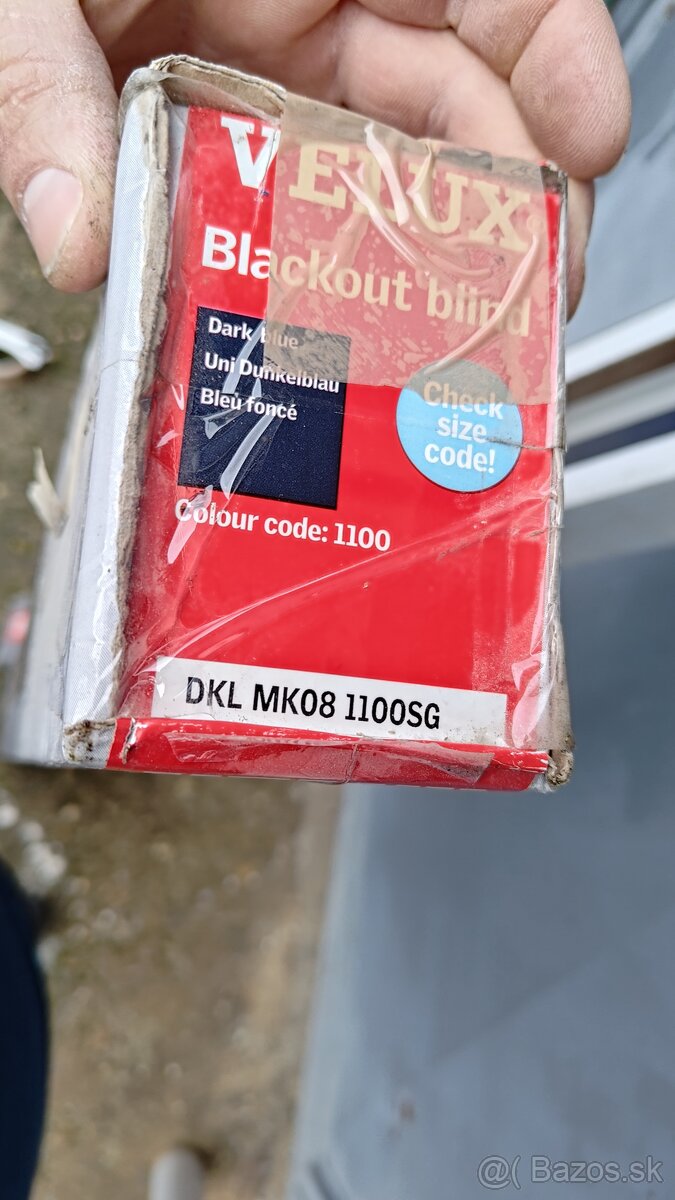 VELUX
Blackout blind
Dark blue
Uni Dunkelblau
Bleu foncé
Check
size
code!
Colour code: 1100
DKL MK08 1100SG
@( Bazos.sk